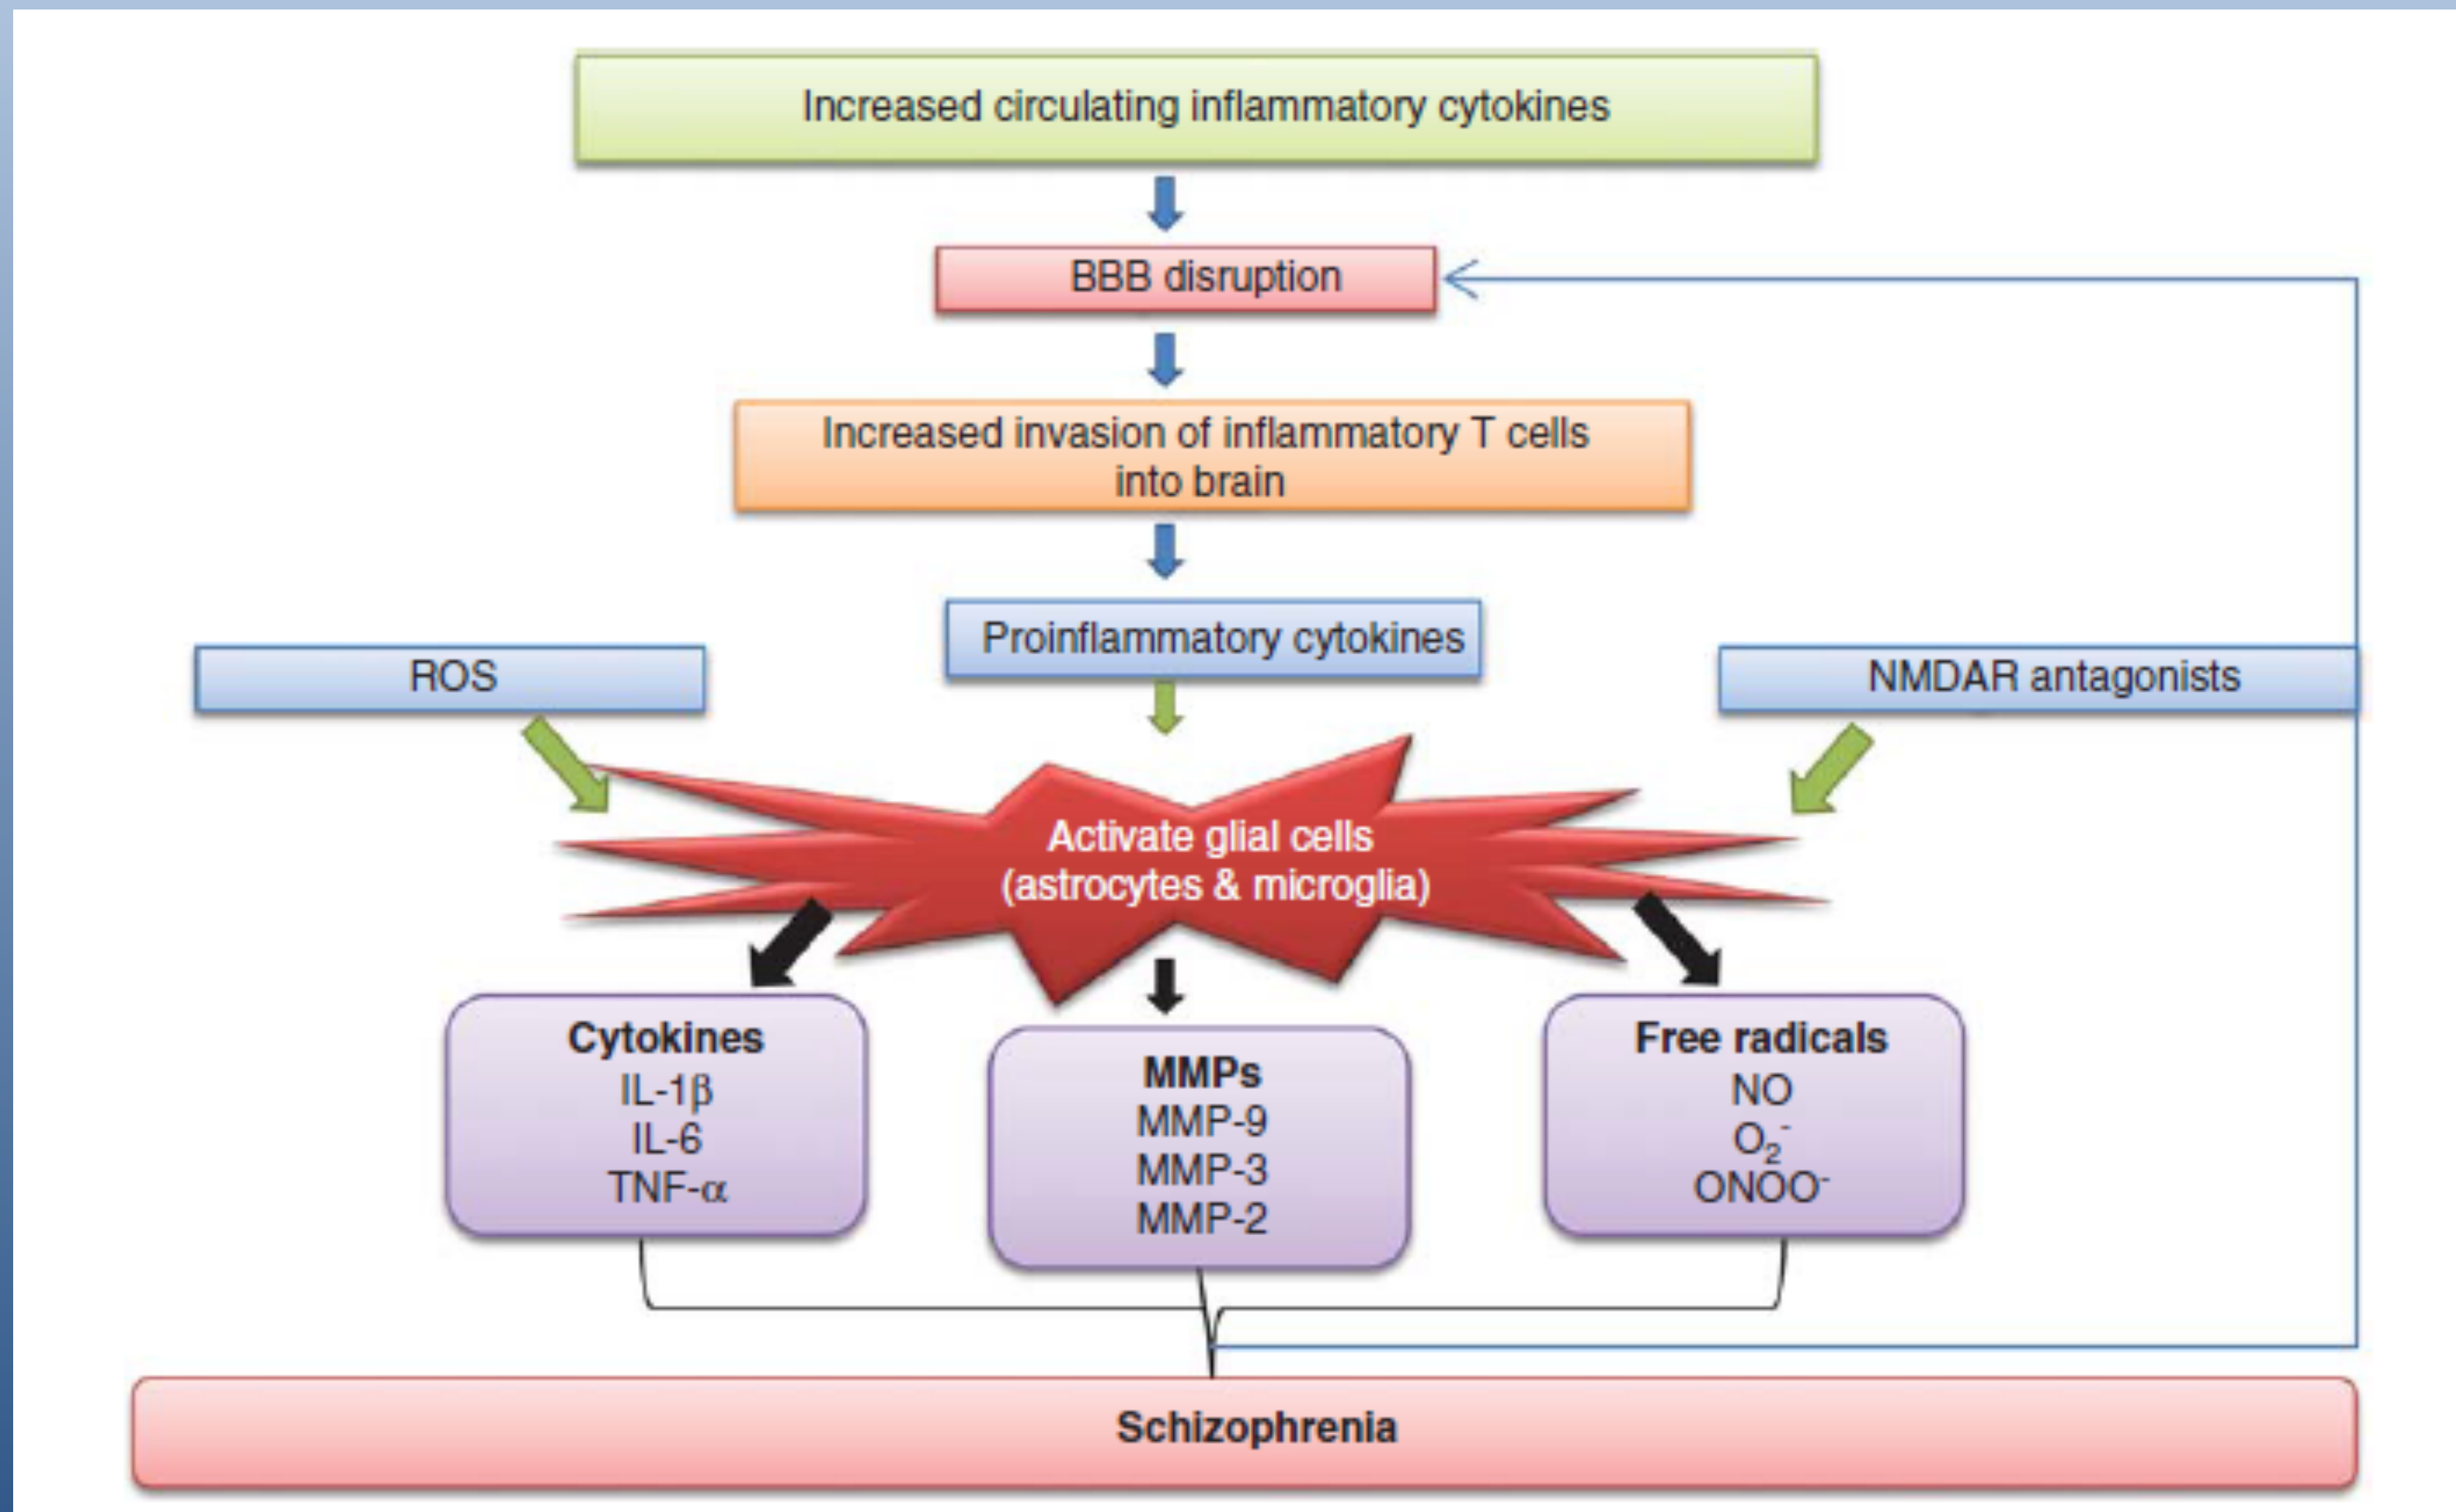 Increased circulating inflammatory cytokines
BBB disruption
Increased invasion of inflammatory T cells
into brain
Proinflammatory cytokines
ROS
NMDAR antagonists
Activate glial cells
(astrocytes & microglia)
Cytokines
IL-1β
IL-6
TNF-α
MMPs
MMP-9
MMP-3
MMP-2
Free radicals
NO
O₂⁻
ONOO⁻
Schizophrenia